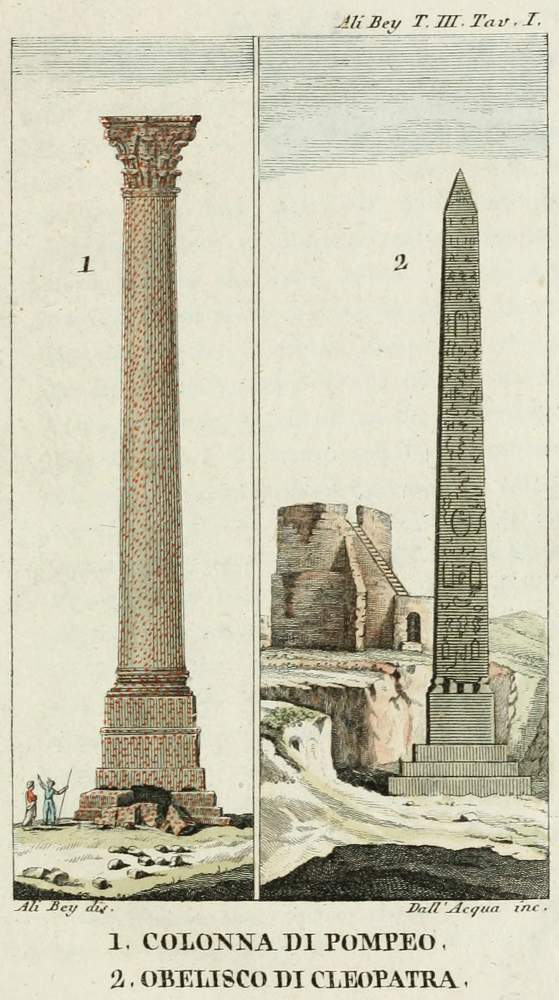 Ali Bey T. III. Tav. I.
1
2
Ali Bey dis.
Dall'Acqua inc.
1. COLONNA DI POMPEO.
2. OBELISCO DI CLEOPATRA.